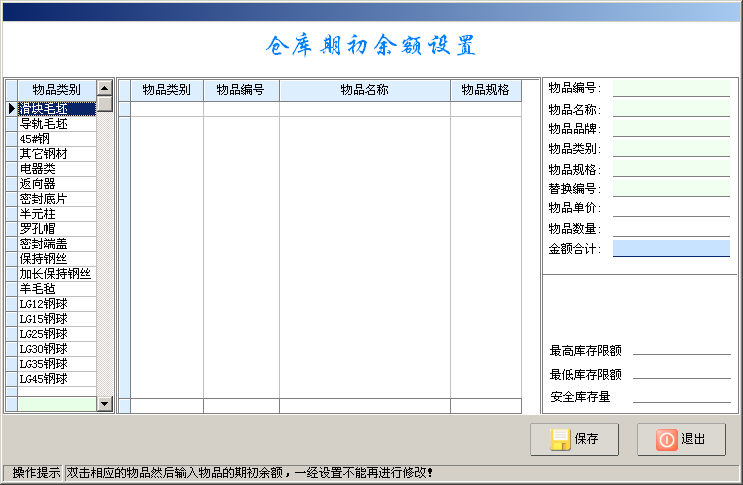 仓库期初余额设置
物品类别
滑块毛坯
导轨毛坯
45#钢
其它钢材
电器类
返向器
密封底片
半元柱
罗孔帽
密封端盖
保持钢丝
加长保持钢丝
羊毛毡
LG12钢球
LG15钢球
LG25钢球
LG30钢球
LG35钢球
LG45钢球
物品类别 物品编号 物品名称 物品规格
物品编号:
物品名称:
物品品牌:
物品类别:
物品规格:
替换编号:
物品单价:
物品数量:
金额合计:
最高库存限额
最低库存限额
安全库存量
保存 退出
操作提示 双击相应的物品然后输入物品的期初余额，一经设置不能再进行修改!